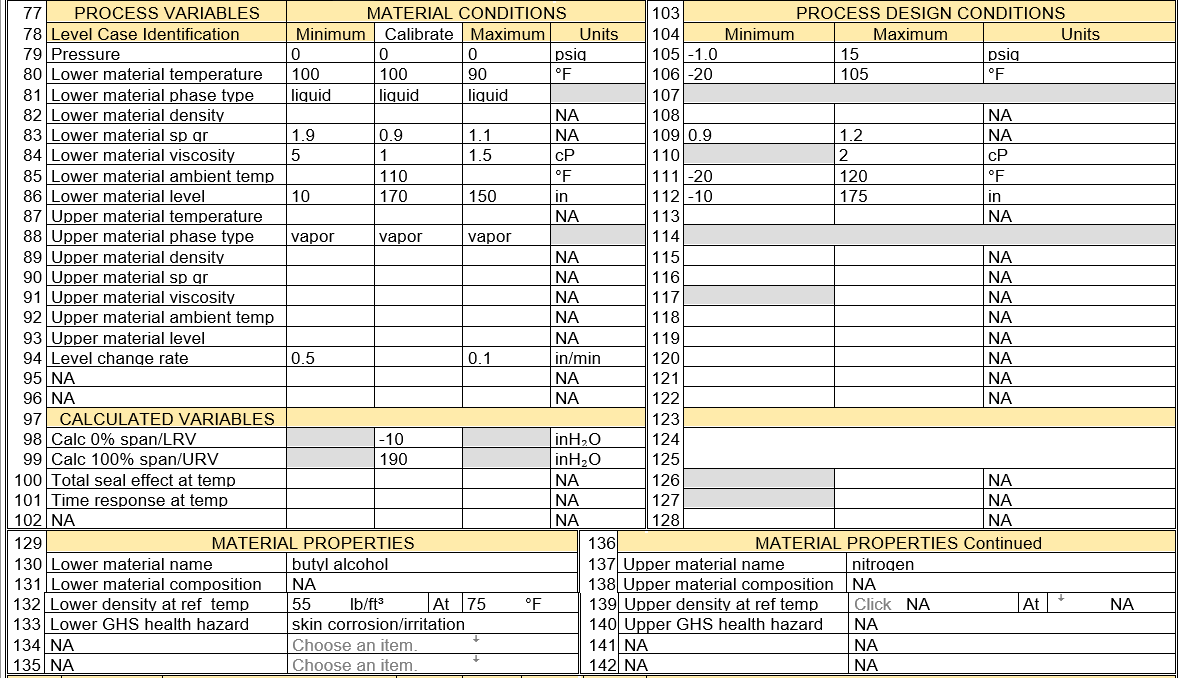 77 PROCESS VARIABLES MATERIAL CONDITIONS 103 PROCESS DESIGN CONDITIONS
78 Level Case Identification Minimum Calibrate Maximum Units 104 Minimum Maximum Units
79 Pressure 0 0 0 psig 105 -1.0 15 psig
80 Lower material temperature 100 100 90 °F 106 -20 105 °F
81 Lower material phase type liquid liquid liquid 107
82 Lower material density NA 108 NA
83 Lower material sp gr 1.9 0.9 1.1 NA 109 0.9 1.2 NA
84 Lower material viscosity 5 1 1.5 cP 110 2 cP
85 Lower material ambient temp 110 °F 111 -20 120 °F
86 Lower material level 10 170 150 in 112 -10 175 in
87 Upper material temperature NA 113 NA
88 Upper material phase type vapor vapor vapor 114
89 Upper material density NA 115 NA
90 Upper material sp gr NA 116 NA
91 Upper material viscosity NA 117 NA
92 Upper material ambient temp NA 118 NA
93 Upper material level NA 119 NA
94 Level change rate 0.5 0.1 in/min 120 NA
95 NA NA 121 NA
96 NA NA 122 NA
97 CALCULATED VARIABLES 123
98 Calc 0% span/LRV -10 inH₂O 124
99 Calc 100% span/URV 190 inH₂O 125
100 Total seal effect at temp NA 126 NA
101 Time response at temp NA 127 NA
102 NA NA 128 NA
129 MATERIAL PROPERTIES 136 MATERIAL PROPERTIES Continued
130 Lower material name butyl alcohol 137 Upper material name nitrogen
131 Lower material composition NA 138 Upper material composition NA
132 Lower density at ref temp 55 lb/ft³ At 75 °F 139 Upper density at ref temp Click NA At ↓ NA
133 Lower GHS health hazard skin corrosion/irritation 140 Upper GHS health hazard NA
134 NA Choose an item. ↓ 141 NA NA
135 NA Choose an item. ↓ 142 NA NA